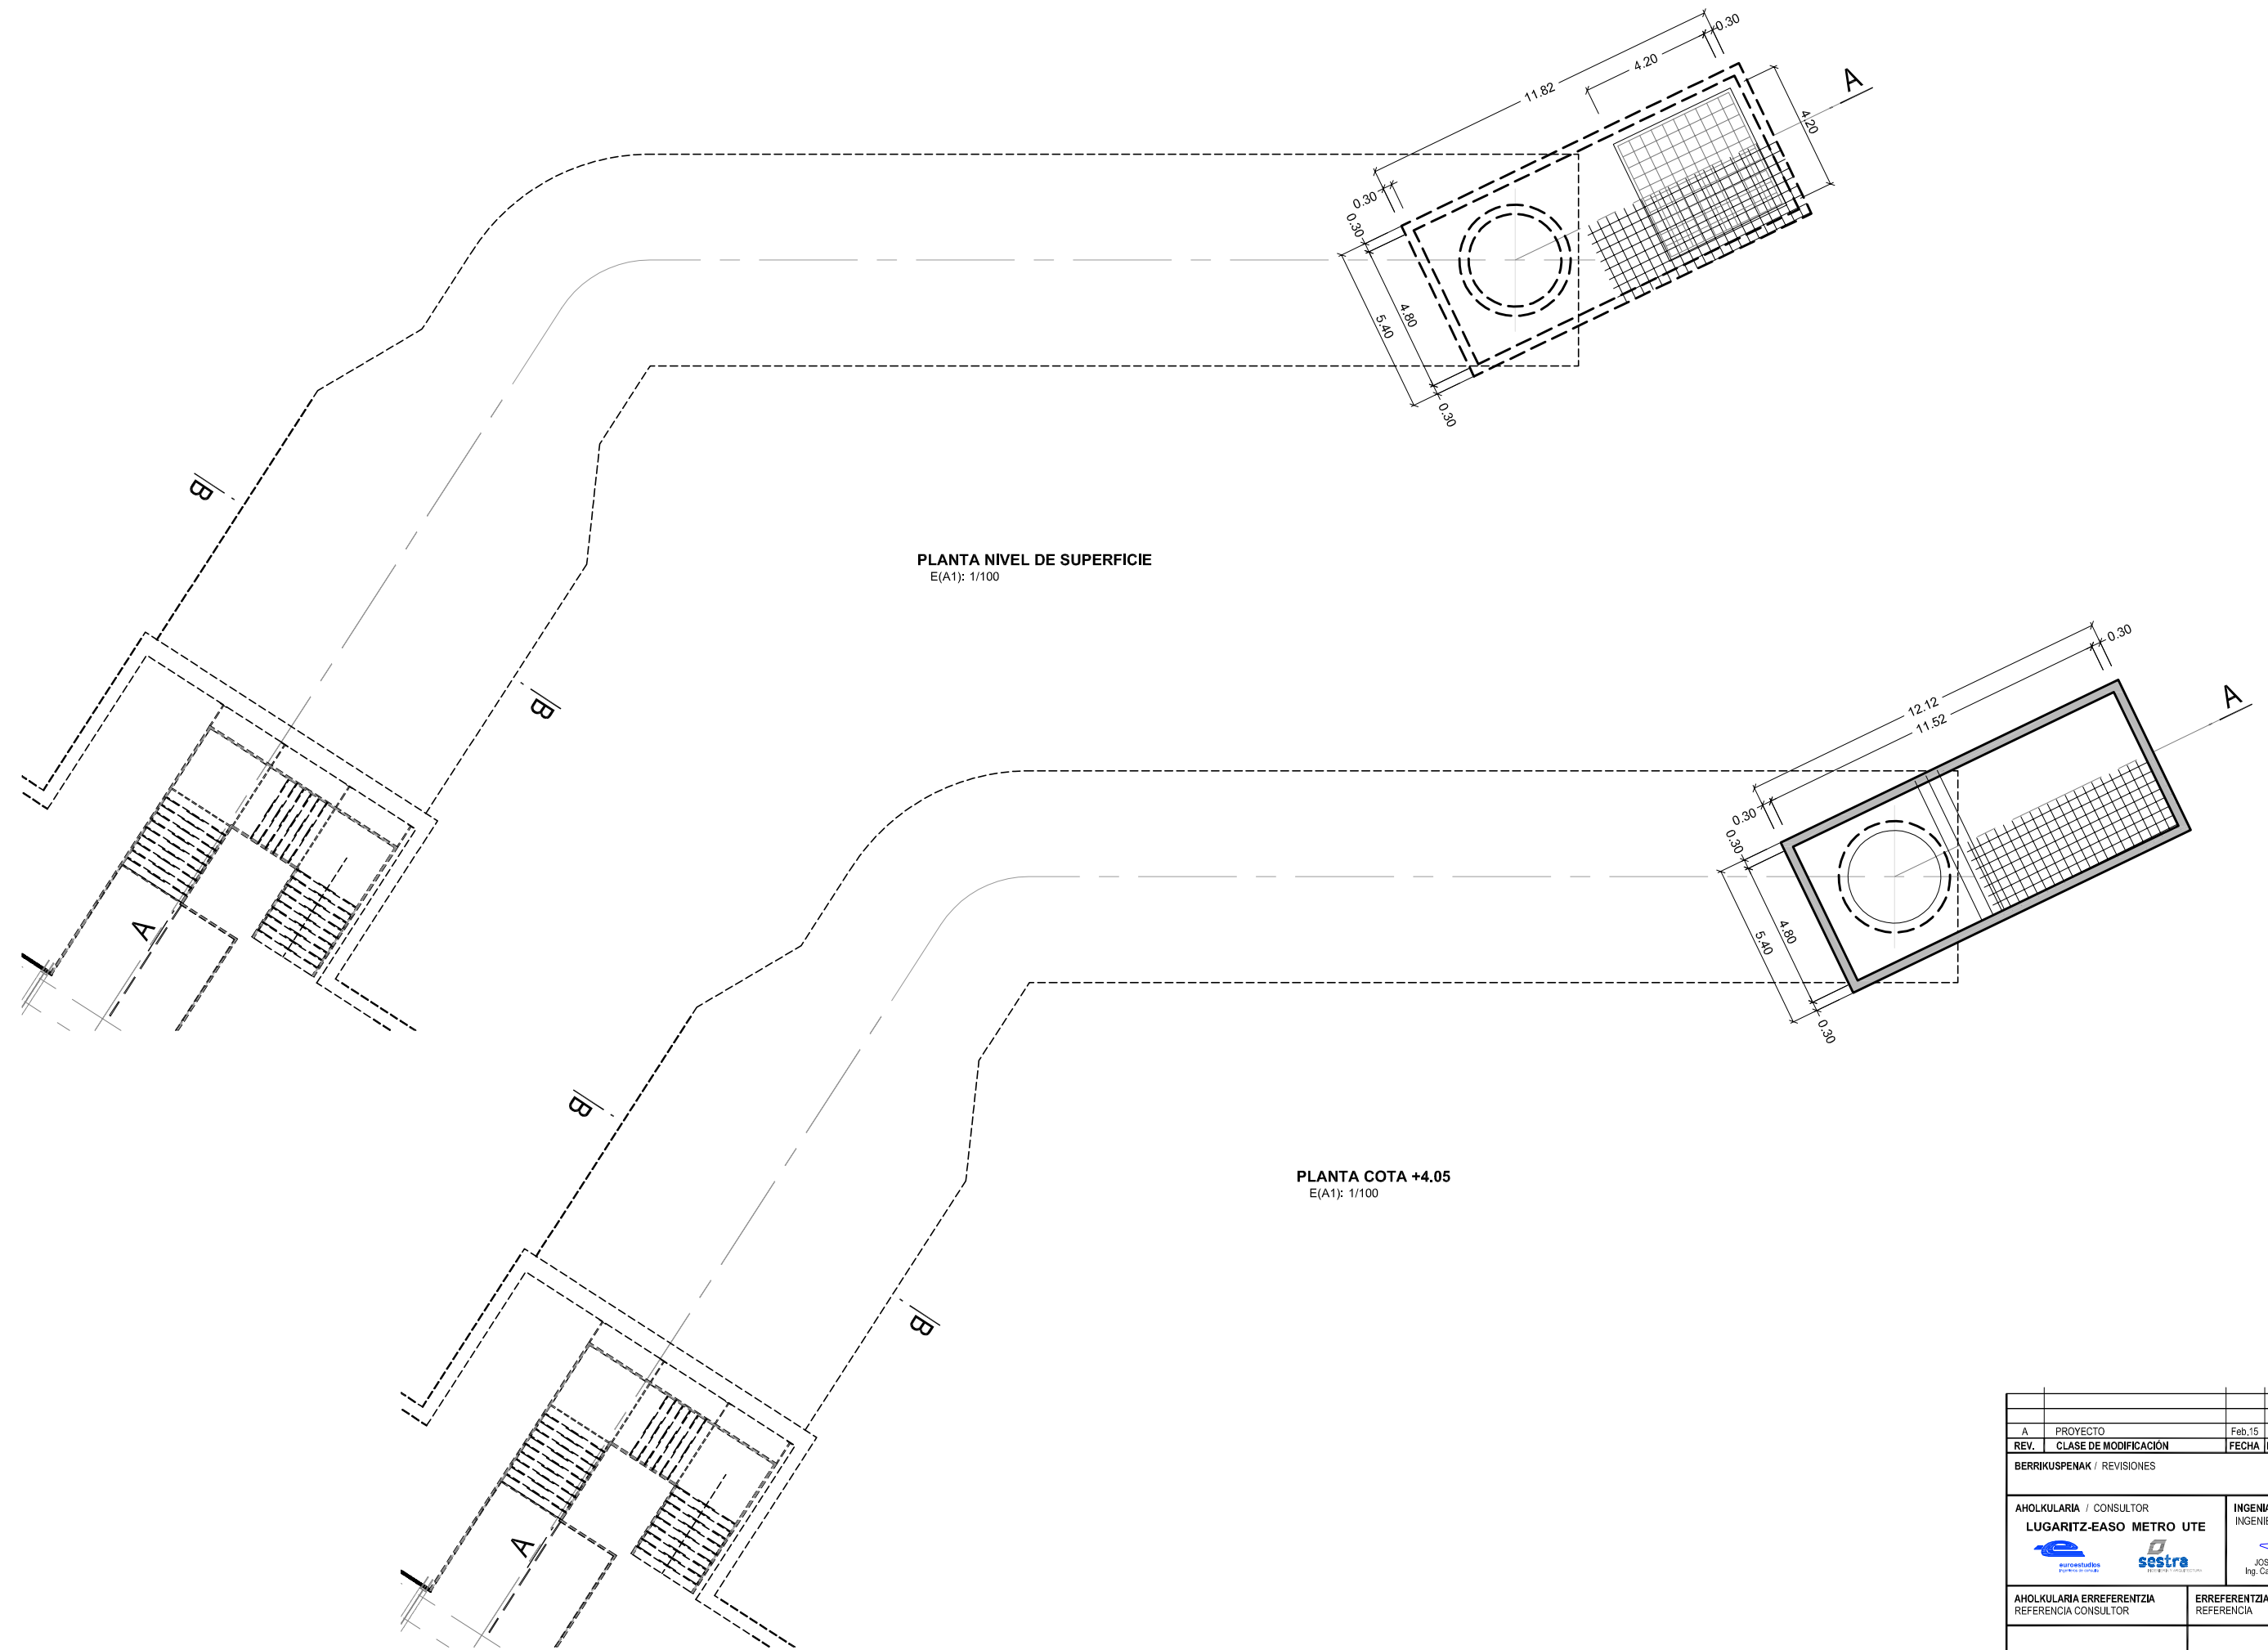 0.30
4.20
11.82
A
4.20
0.30
0.30
4.80
5.40
0.30
B
B
PLANTA NIVEL DE SUPERFICIE
E(A1): 1/100
A
0.30
12.12
11.52
A
0.30
0.30
4.80
5.40
0.30
B
B
PLANTA COTA +4.05
E(A1): 1/100
A
A PROYECTO Feb.15
REV. CLASE DE MODIFICACIÓN FECHA
BERRIKUSPENAK / REVISIONES
AHOLKULARIA / CONSULTOR
LUGARITZ-EASO METRO UTE
euroestudios
sestra
Ing. Ca
AHOLKULARIA ERREFERENTZIA
REFERENCIA CONSULTOR
ERREFERENTZIA
REFERENCIA